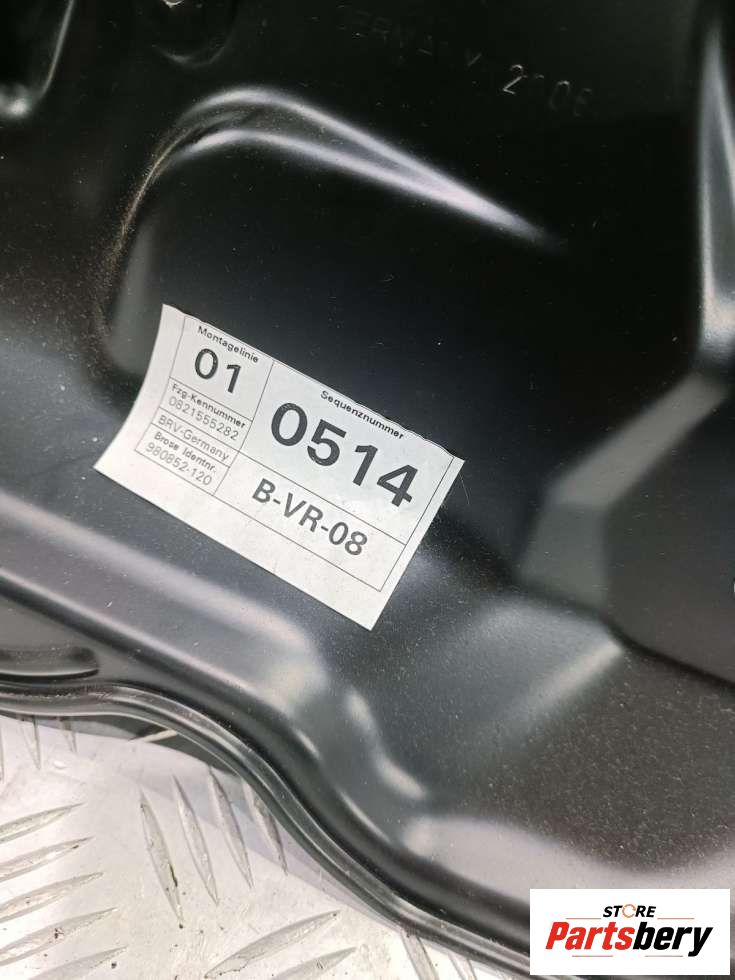 Montagelinie
01
Fzg-Kennummer
0821555282
BRV-Germany
Brose Identnr.
980852-120
Sequenznummer
0514
B-VR-08
STORE
Partsbery